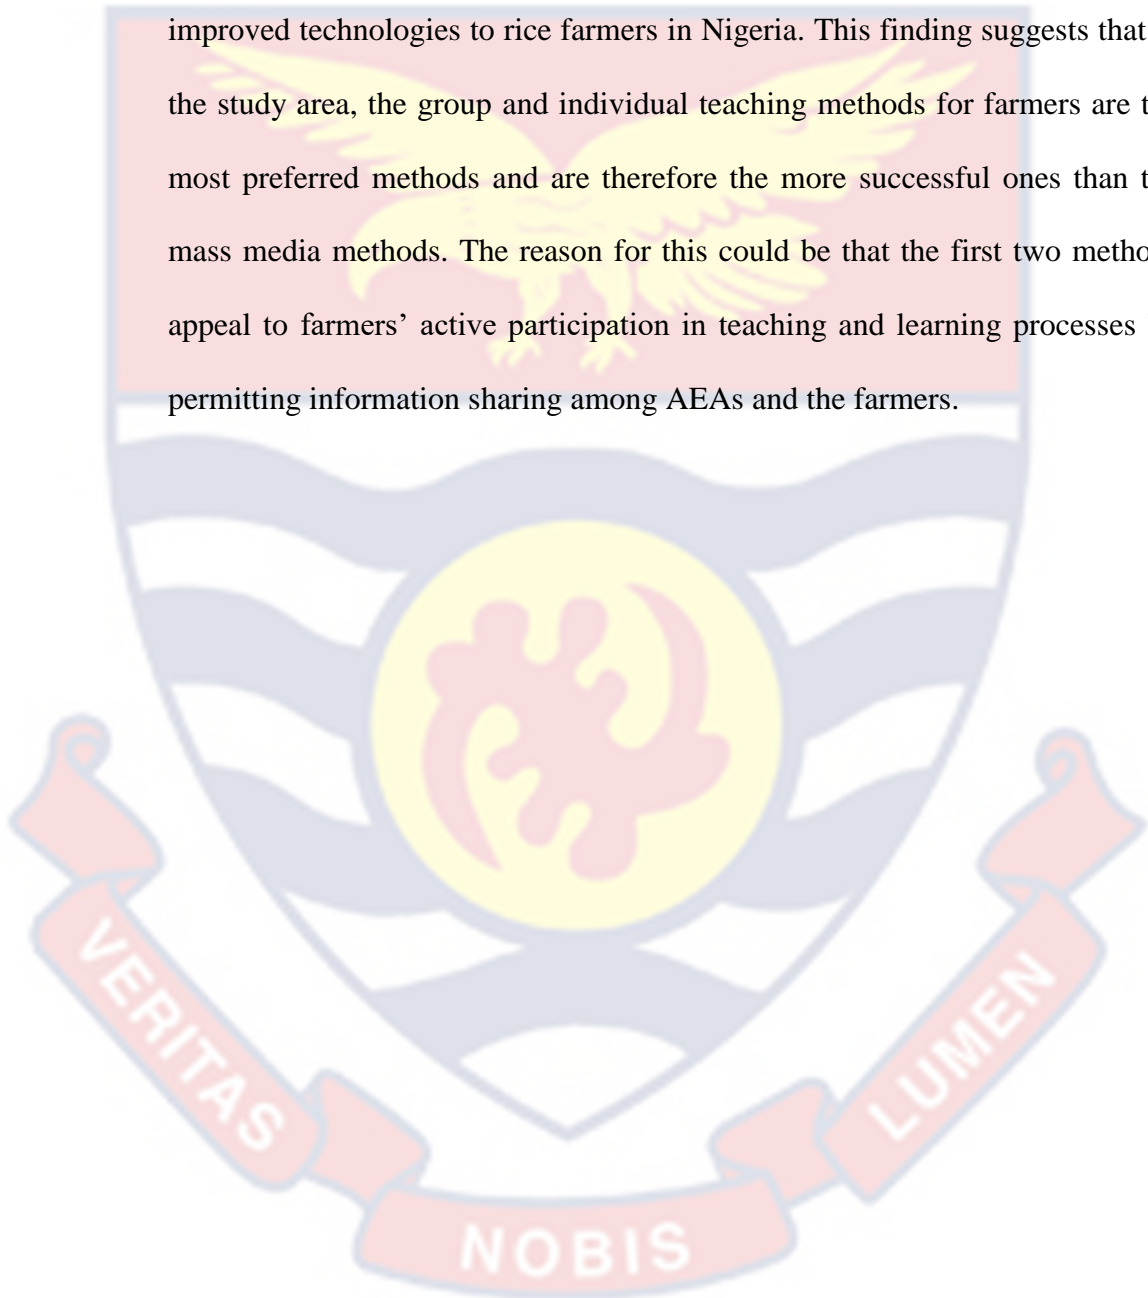 improved technologies to rice farmers in Nigeria. This finding suggests that
the study area, the group and individual teaching methods for farmers are t
most preferred methods and are therefore the more successful ones than t
mass media methods. The reason for this could be that the first two metho
appeal to farmers’ active participation in teaching and learning processes
permitting information sharing among AEAs and the farmers.
VERITAS
NOBIS
LUMEN